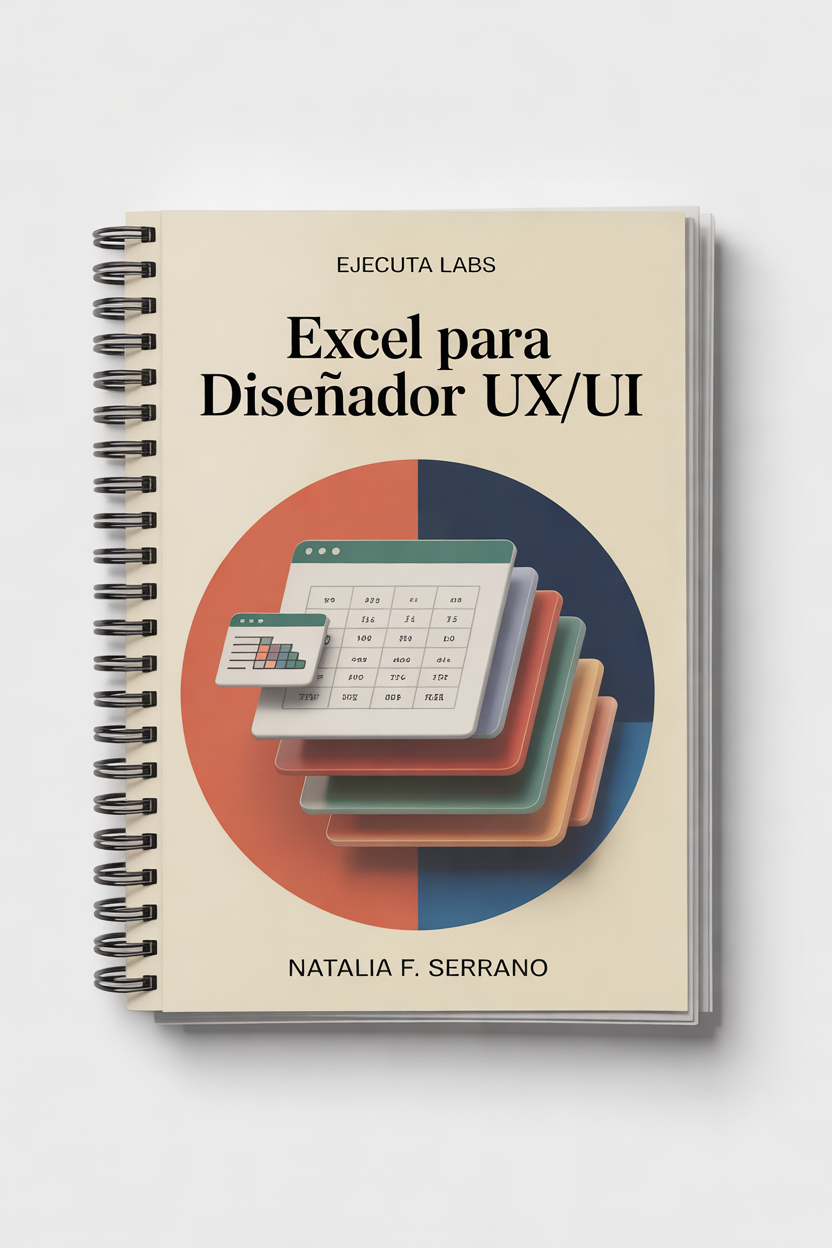 EJECUTA LABS
Excel para
Diseñador UX/UI
NATALIA F. SERRANO